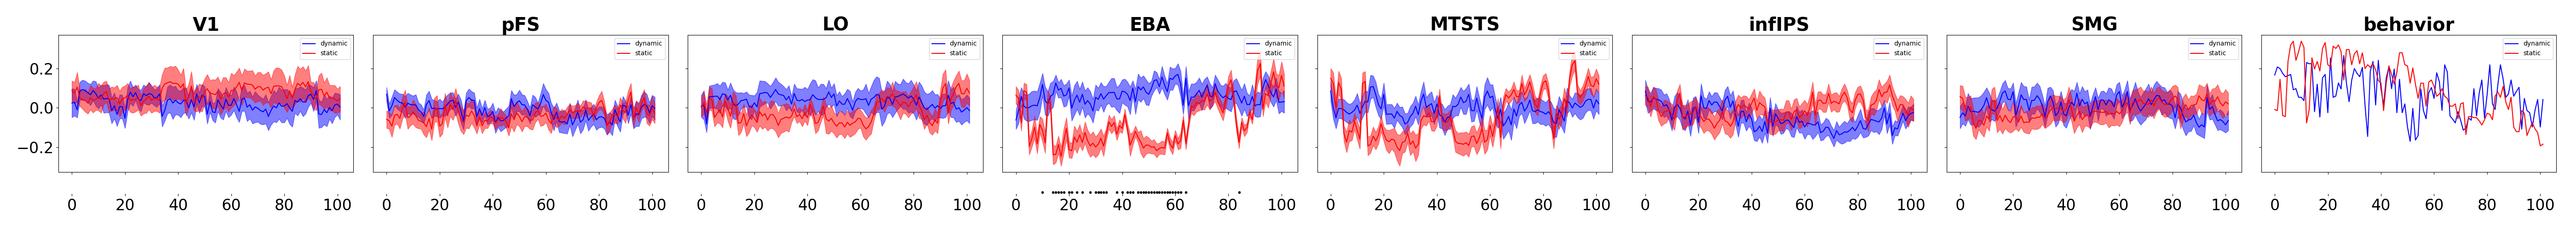 V1 pFS LO EBA MTSTS infIPS SMG behavior
dynamic dynamic dynamic dynamic dynamic dynamic dynamic dynamic
static static static static static static static static
0.2
0.0
−0.2
0 20 40 60 80 100 0 20 40 60 80 100 0 20 40 60 80 100 0 20 40 60 80 100 0 20 40 60 80 100 0 20 40 60 80 100 0 20 40 60 80 100 0 20 40 60 80 100